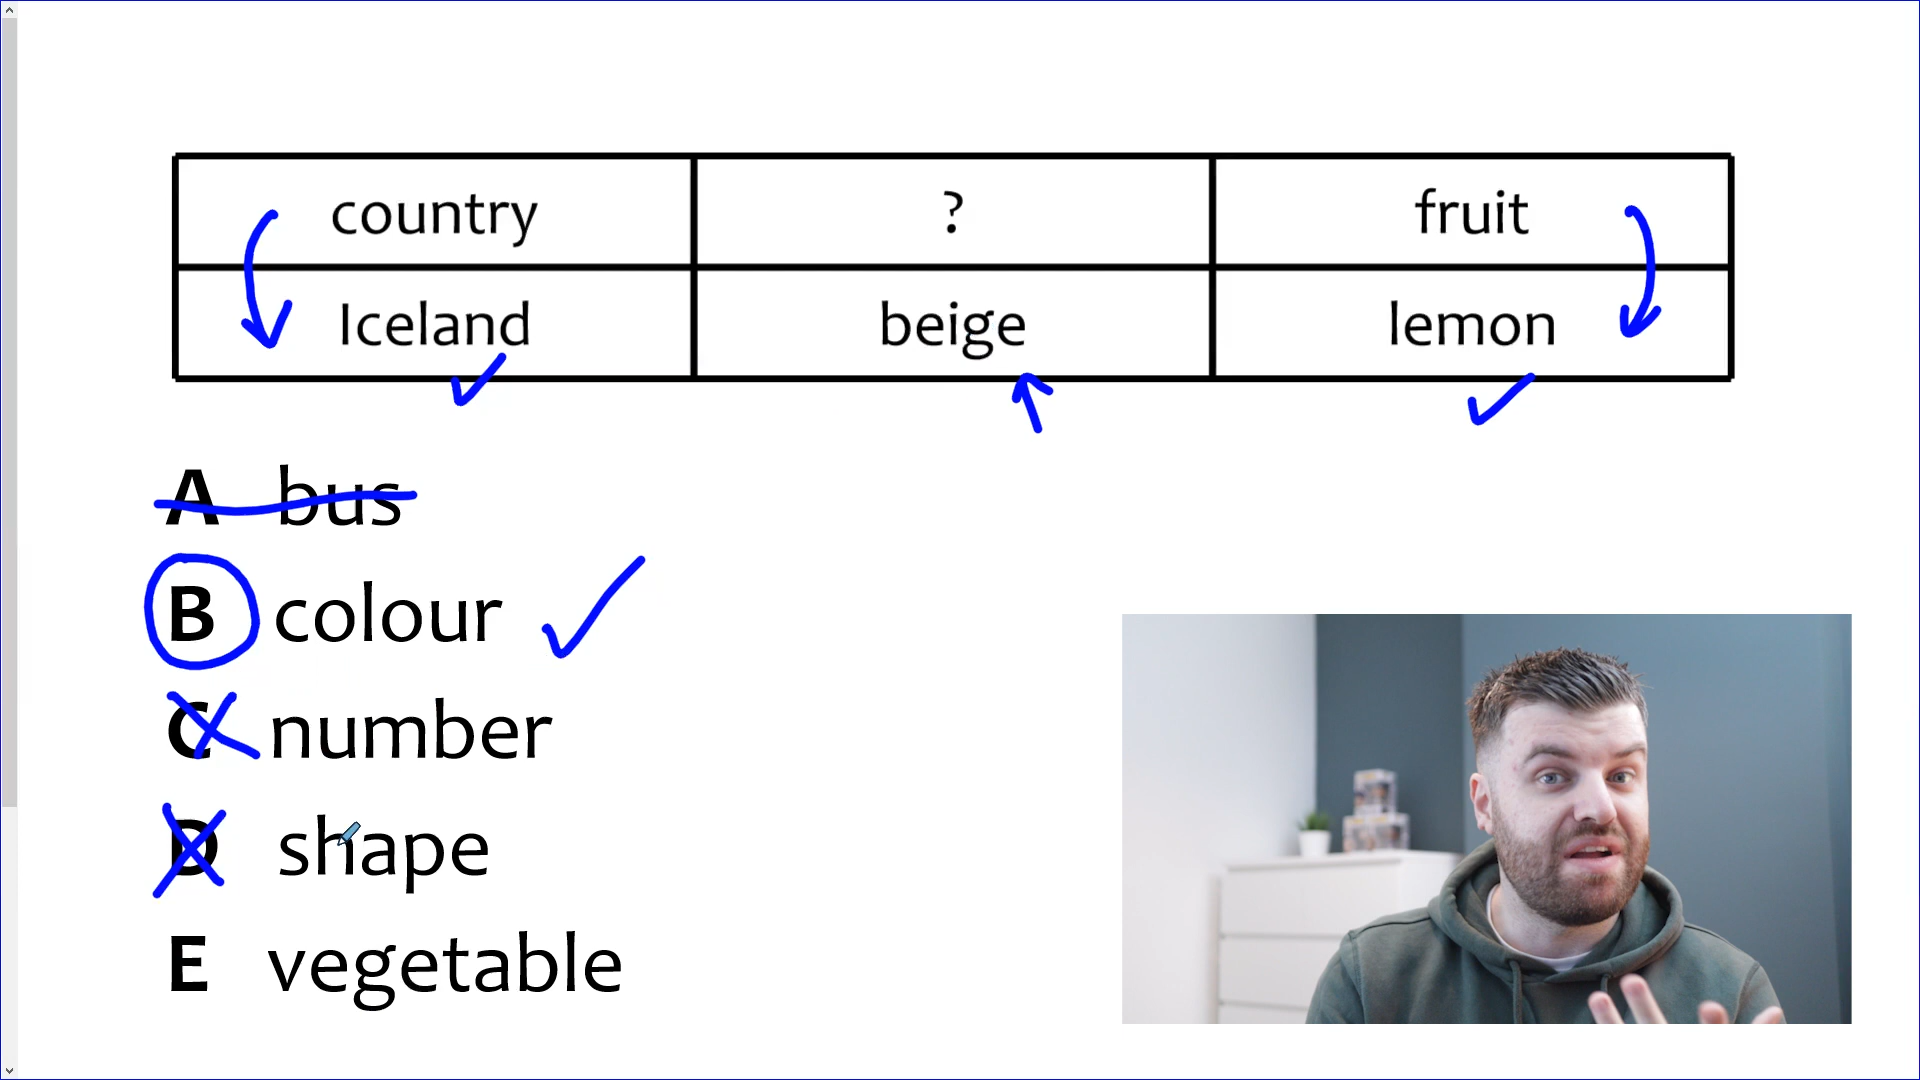 country ? fruit
Iceland beige lemon
A bus
B colour
C number
D shape
E vegetable